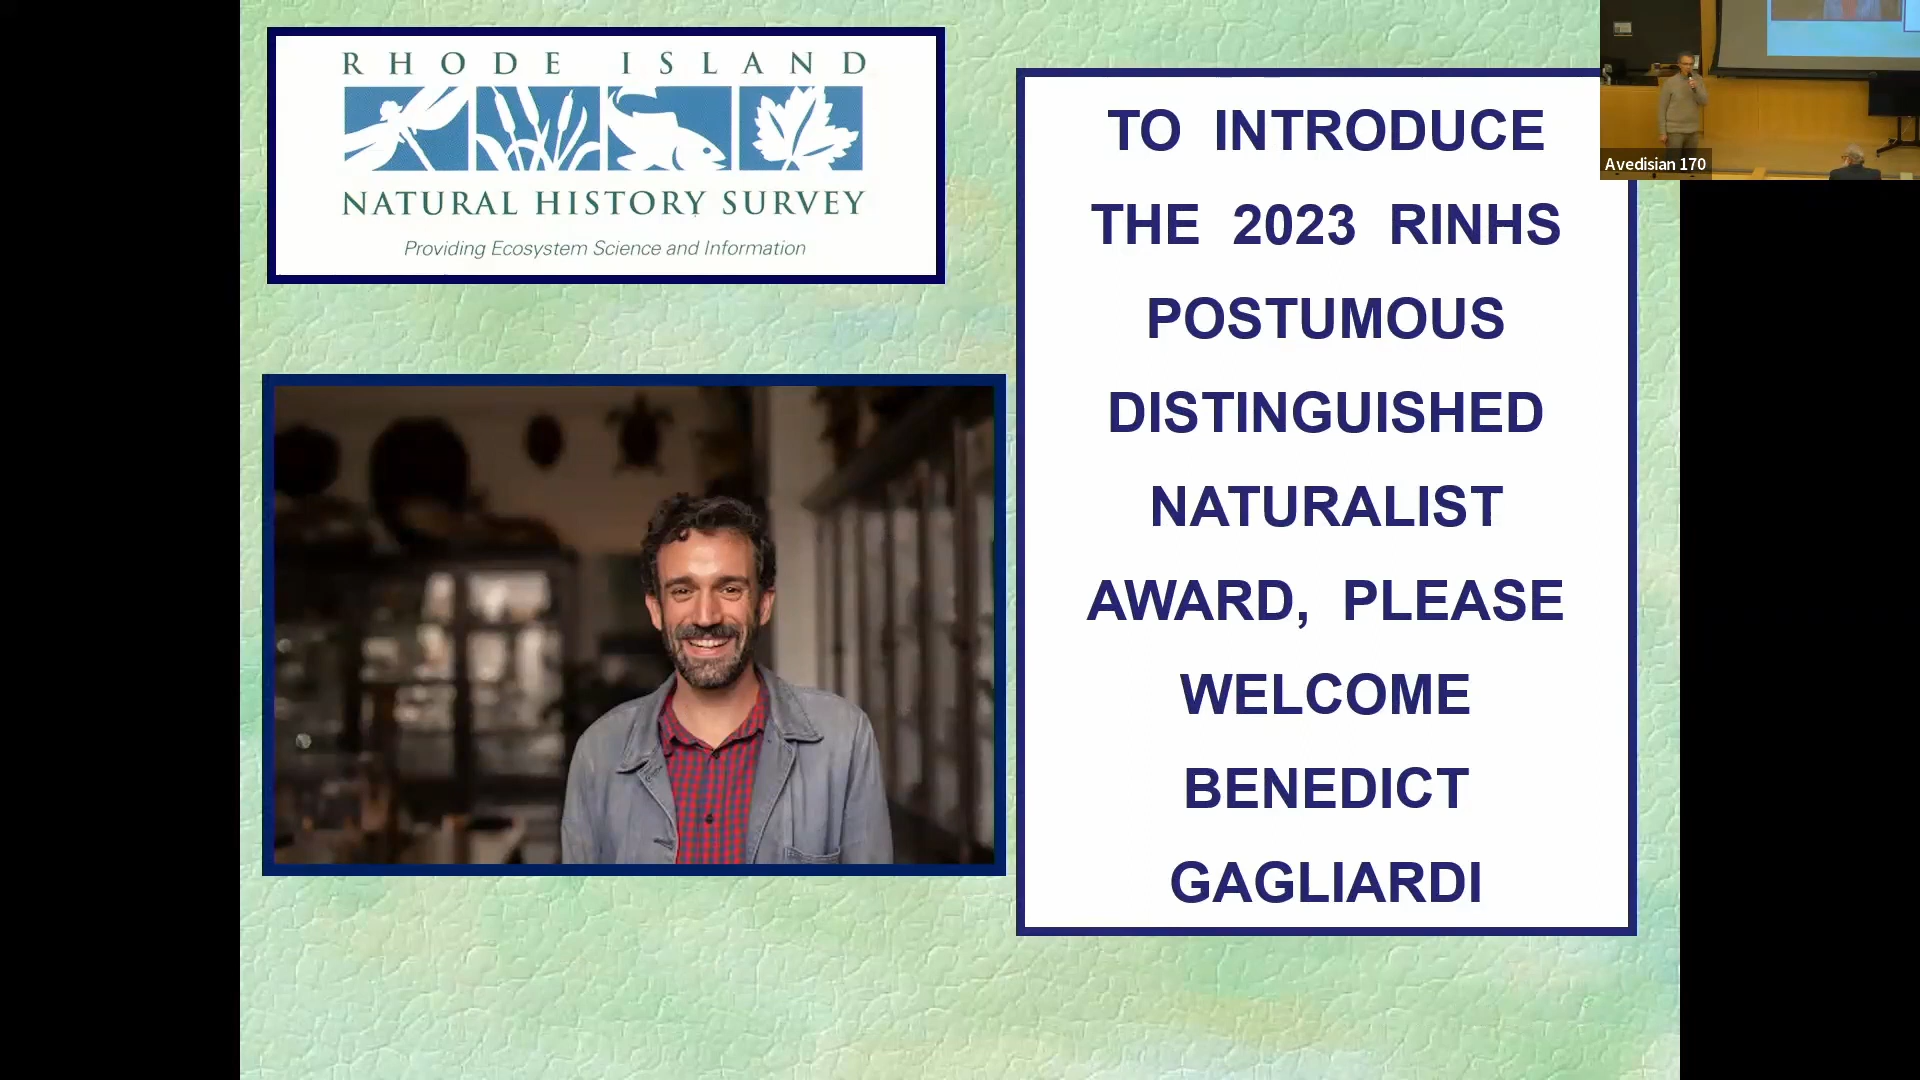 RHODE ISLAND
NATURAL HISTORY SURVEY
Providing Ecosystem Science and Information
TO INTRODUCE
THE 2023 RINHS
POSTUMOUS
DISTINGUISHED
NATURALIST
AWARD, PLEASE
WELCOME
BENEDICT
GAGLIARDI
Avedisian 170